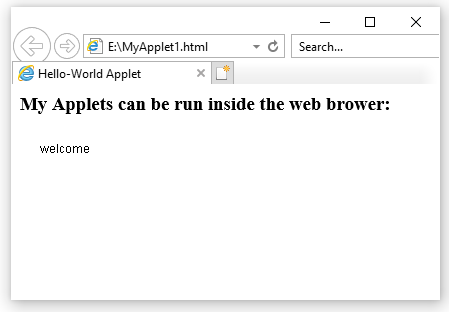 E:\MyApplet1.html
Search...
Hello-World Applet
My Applets can be run inside the web brower:
welcome